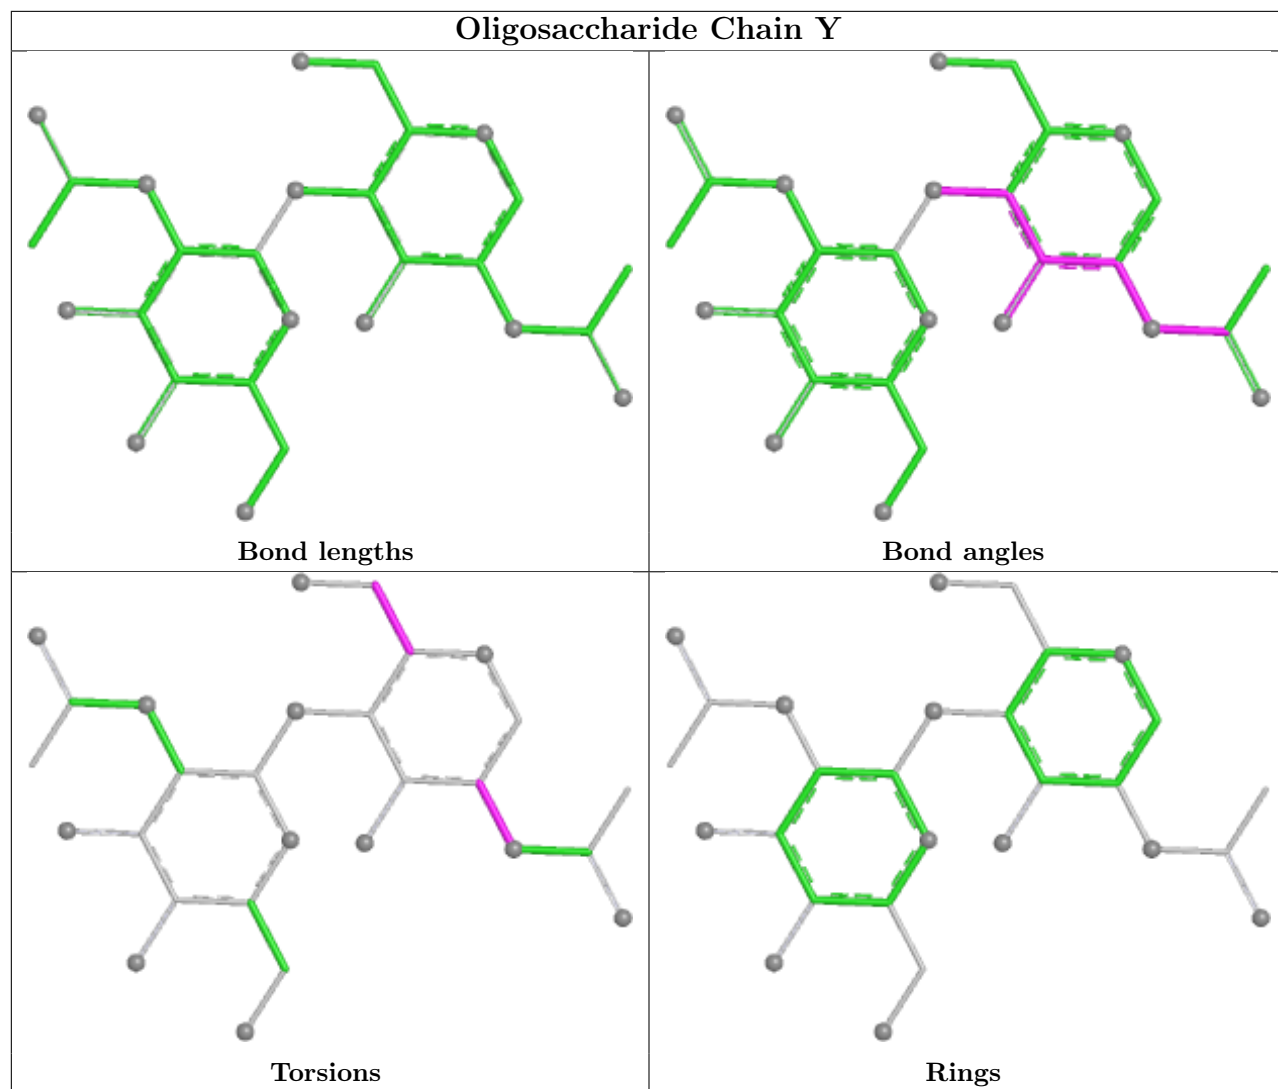 Oligosaccharide Chain Y
Bond lengths
Bond angles
Torsions
Rings